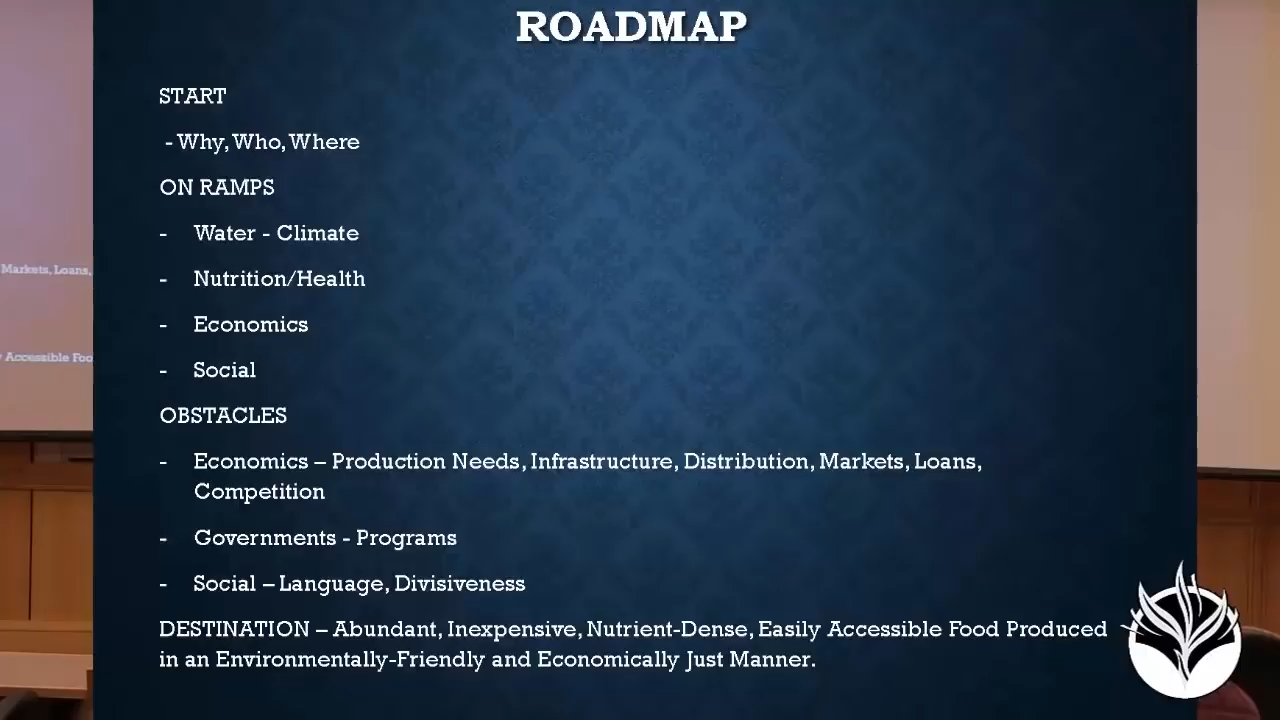 ROADMAP
START
- Why, Who, Where
ON RAMPS
- Water - Climate
- Nutrition/Health
- Economics
- Social
OBSTACLES
- Economics – Production Needs, Infrastructure, Distribution, Markets, Loans,
Competition
- Governments - Programs
- Social – Language, Divisiveness
DESTINATION – Abundant, Inexpensive, Nutrient-Dense, Easily Accessible Food Produced
in an Environmentally-Friendly and Economically Just Manner.
Markets, Loans,
Accessible